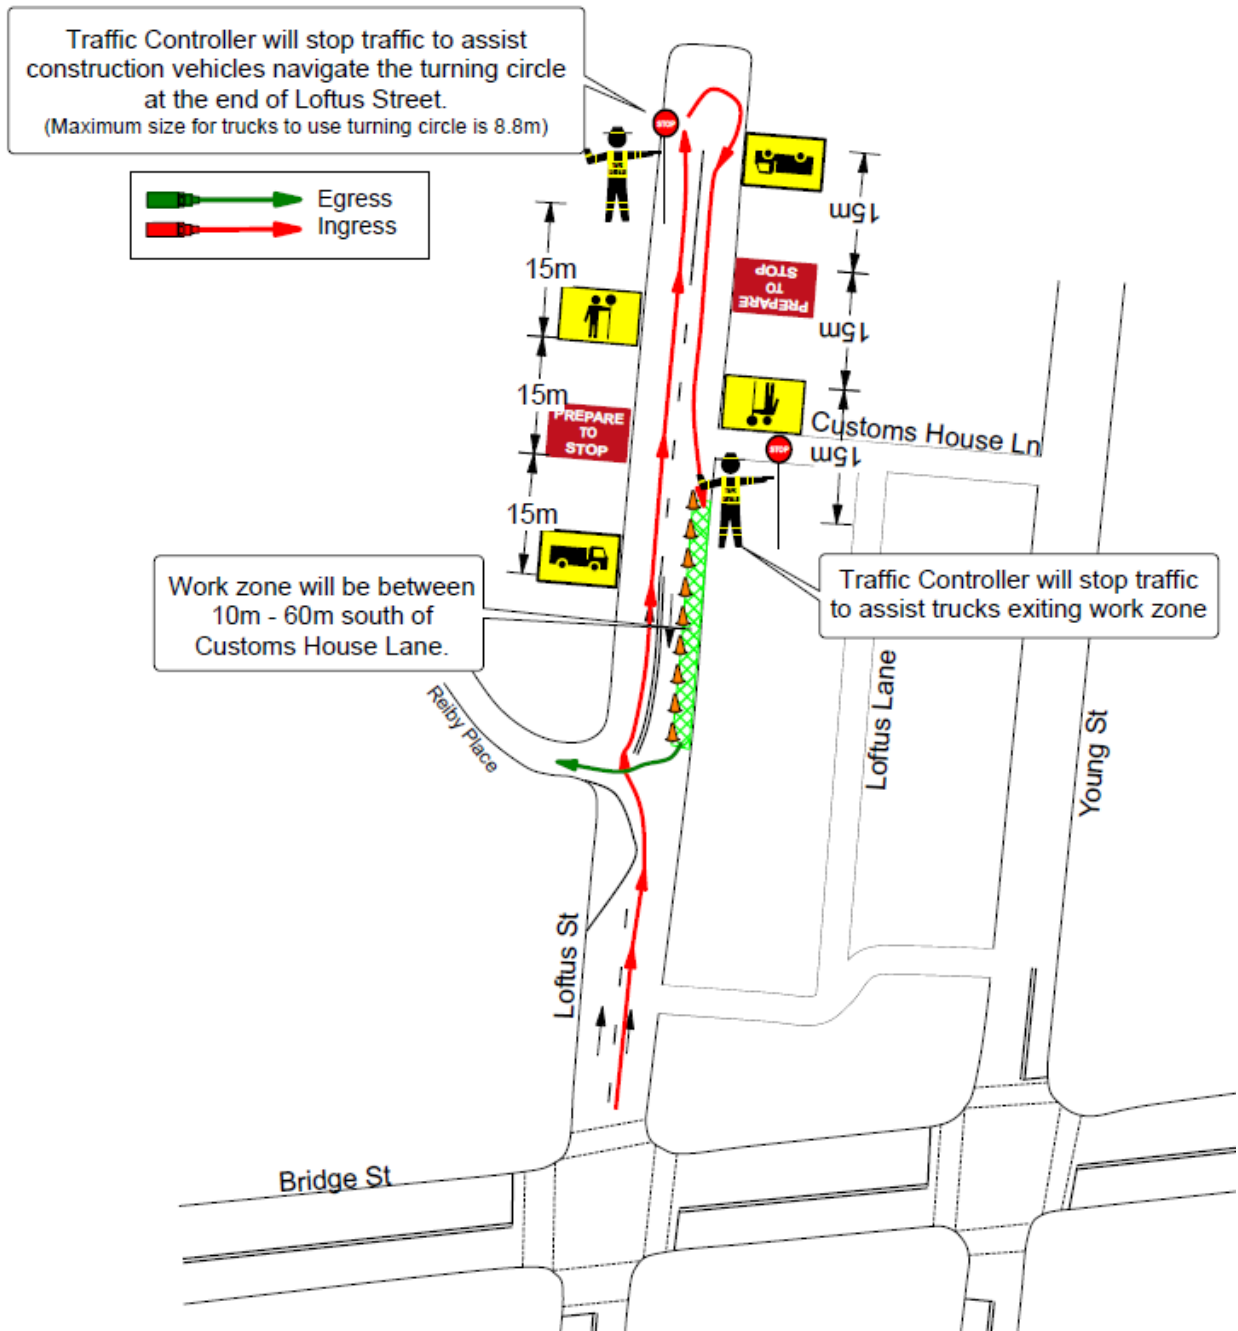 Traffic Controller will stop traffic to assist
construction vehicles navigate the turning circle
at the end of Loftus Street.
(Maximum size for trucks to use turning circle is 8.8m)
STOP
Egress
Ingress
15m
15m
15m
PREPARE
TO
STOP
15m
15m
15m
PREPARE
TO
STOP
Customs House Ln
STOP
Work zone will be between
10m - 60m south of
Customs House Lane.
Traffic Controller will stop traffic
to assist trucks exiting work zone
Reiby Place
Loftus Lane
Young St
Loftus St
Bridge St